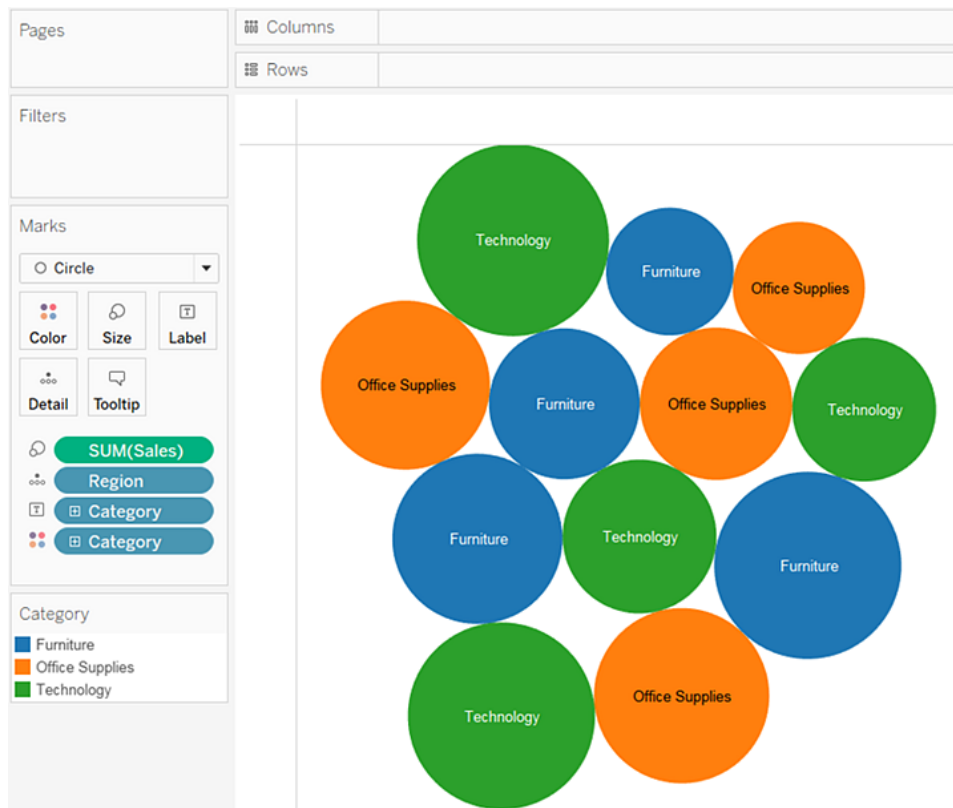 Pages
Columns
Rows
Filters
Marks
Circle
Color
Size
Label
Detail
Tooltip
SUM(Sales)
Region
Category
Category
Category
Furniture
Office Supplies
Technology
Technology
Furniture
Office Supplies
Office Supplies
Furniture
Office Supplies
Technology
Furniture
Technology
Furniture
Technology
Office Supplies